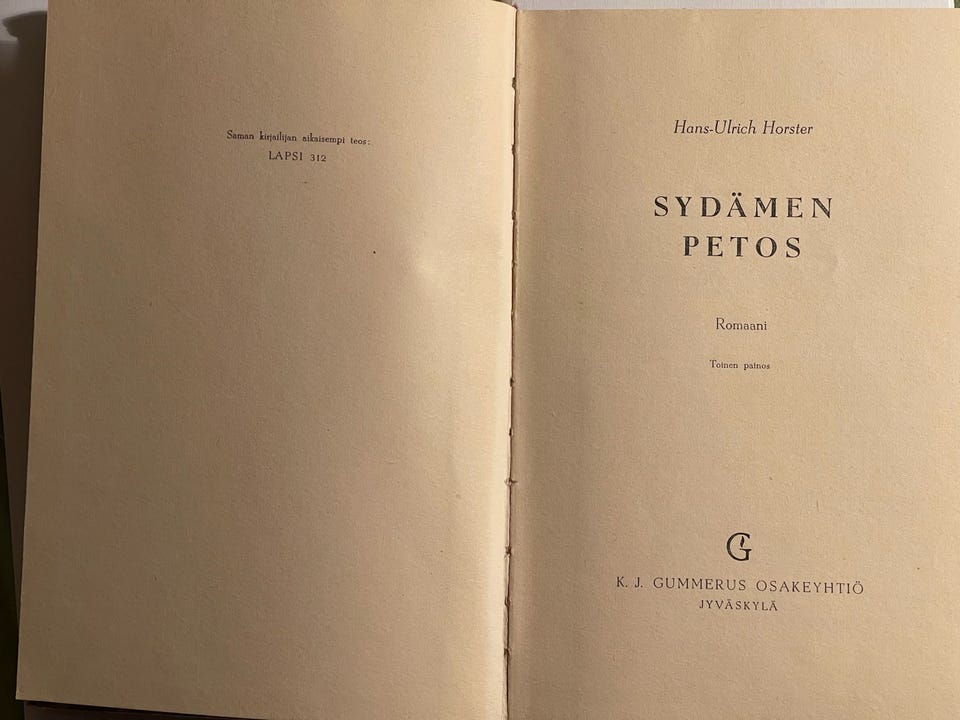 Saman kirjailijan aikaisempi teos:
LAPSI 312
Hans-Ulrich Horster
SYDÄMEN
PETOS
Romaani
Toinen painos
G
K. J. GUMMERUS OSAKEYHTIÖ
JYVÄSKYLÄ